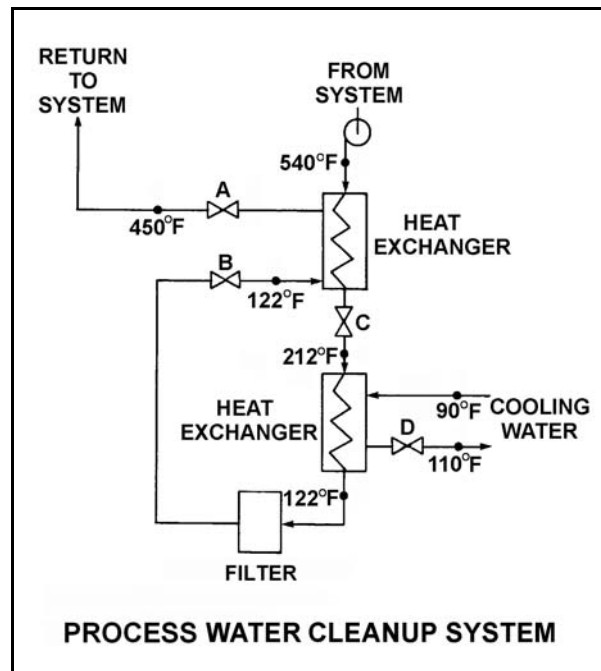 RETURN
TO
SYSTEM
FROM
SYSTEM
540°F
A
450°F
HEAT
EXCHANGER
B
122°F
C
212°F
HEAT
EXCHANGER
90°F
COOLING
WATER
D
110°F
122°F
FILTER
PROCESS WATER CLEANUP SYSTEM